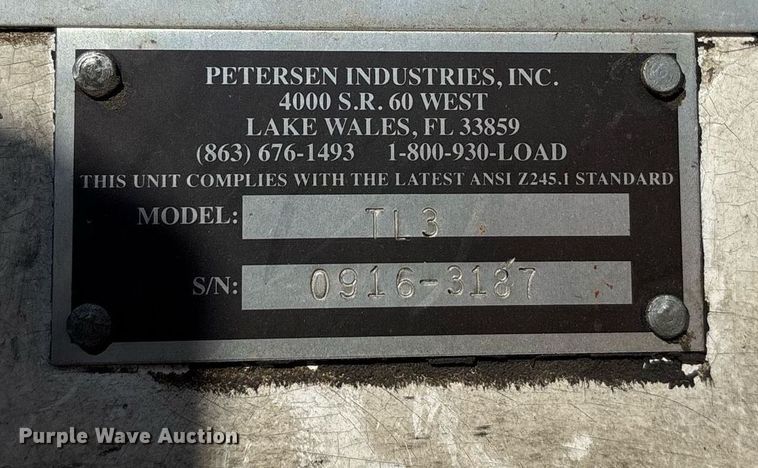 PETERSEN INDUSTRIES, INC.
4000 S.R. 60 WEST
LAKE WALES, FL 33859
(863) 676-1493 1-800-930-LOAD
THIS UNIT COMPLIES WITH THE LATEST ANSI Z245.1 STANDARD
MODEL: TL3
S/N: 0916-3187
Purple Wave Auction